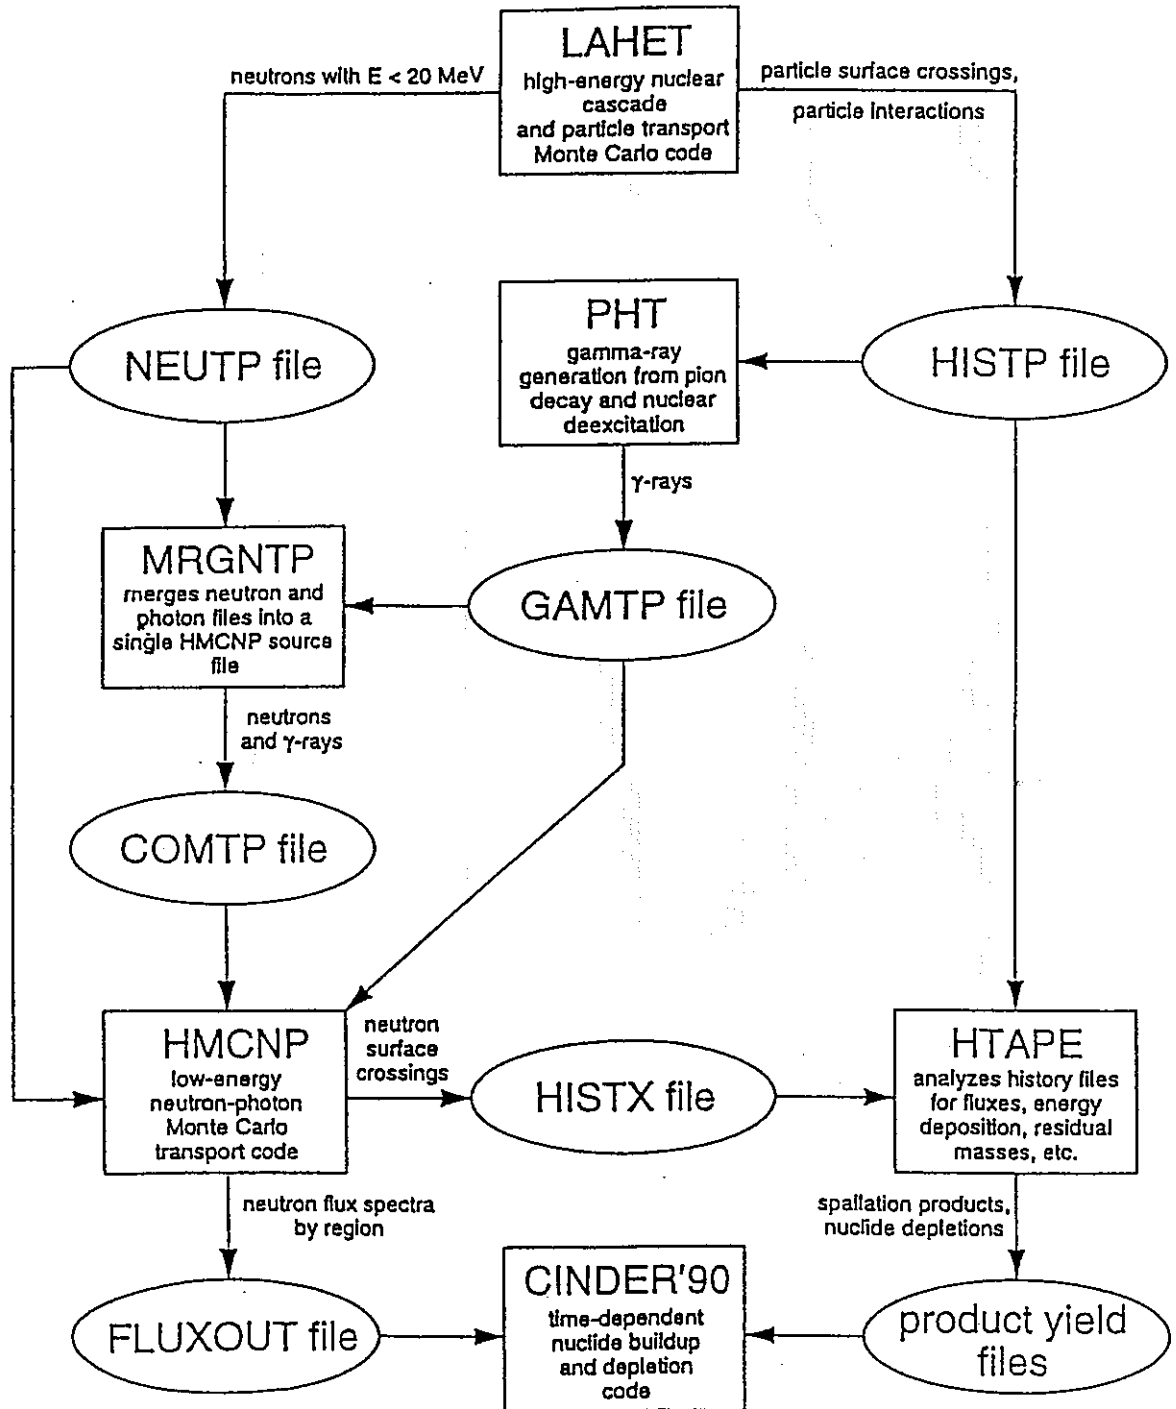 LAHET
high-energy nuclear
cascade
and particle transport
Monte Carlo code
neutrons with E < 20 MeV
particle surface crossings,
particle interactions
NEUTP file
PHT
gamma-ray
generation from pion
decay and nuclear
deexcitation
HISTP file
γ-rays
MRGNTP
merges neutron and
photon files into a
single HMCNP source
file
GAMTP file
neutrons
and γ-rays
COMTP file
HMCNP
low-energy
neutron-photon
Monte Carlo
transport code
neutron
surface
crossings
HISTX file
HTAPE
analyzes history files
for fluxes, energy
deposition, residual
masses, etc.
neutron flux spectra
by region
spallation products,
nuclide depletions
FLUXOUT file
CINDER'90
time-dependent
nuclide buildup
and depletion
code
product yield
files